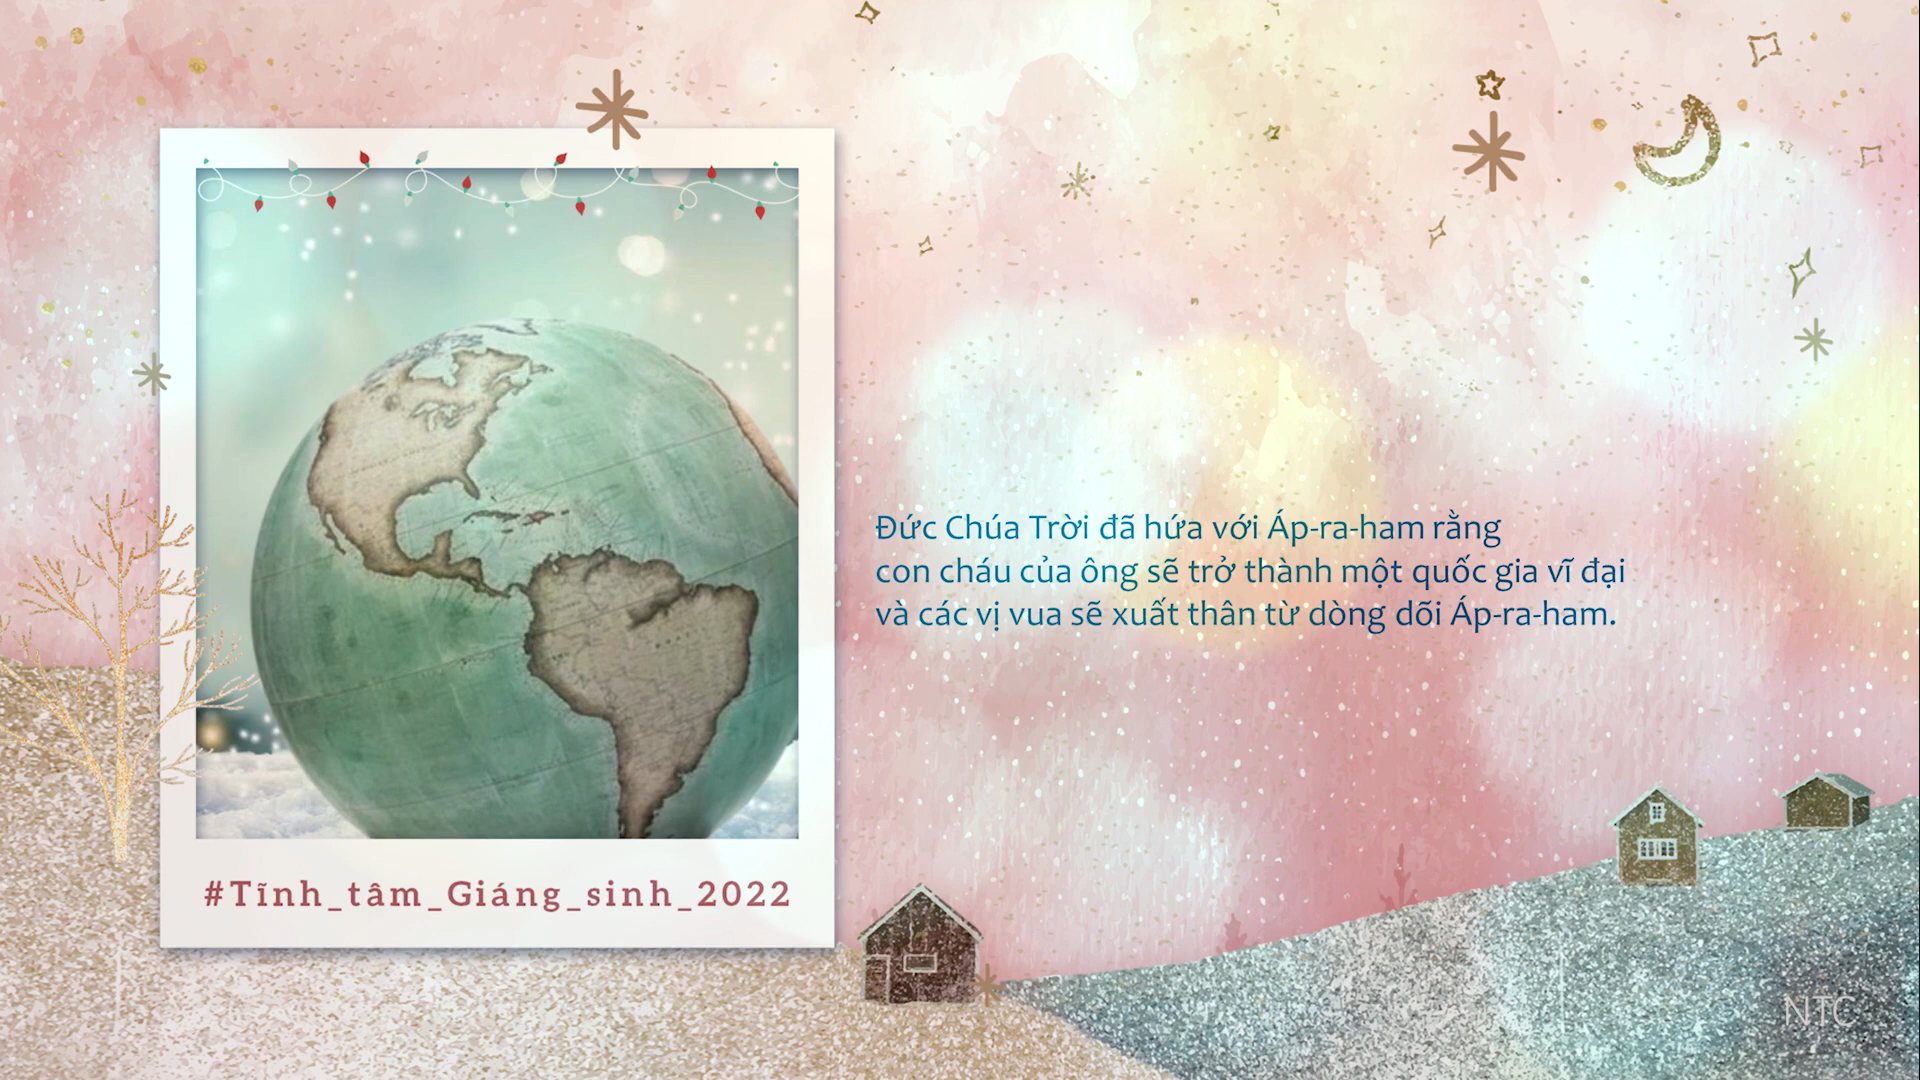 Đức Chúa Trời đã hứa với Áp-ra-ham rằng
con cháu của ông sẽ trở thành một quốc gia vĩ đại
và các vị vua sẽ xuất thân từ dòng dõi Áp-ra-ham.
#Tĩnh_tâm_Giáng_sinh_2022
NTC